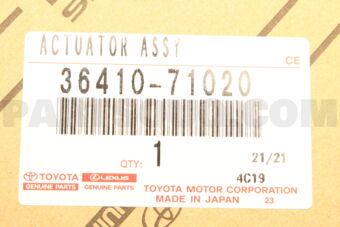 ACTUATOR ASSY
CE
36410-71020
QTY: 1
21/21
TOYOTA
GENUINE PARTS
LEXUS
GENUINE PARTS
4C19
TOYOTA MOTOR CORPORATION
MADE IN JAPAN 23